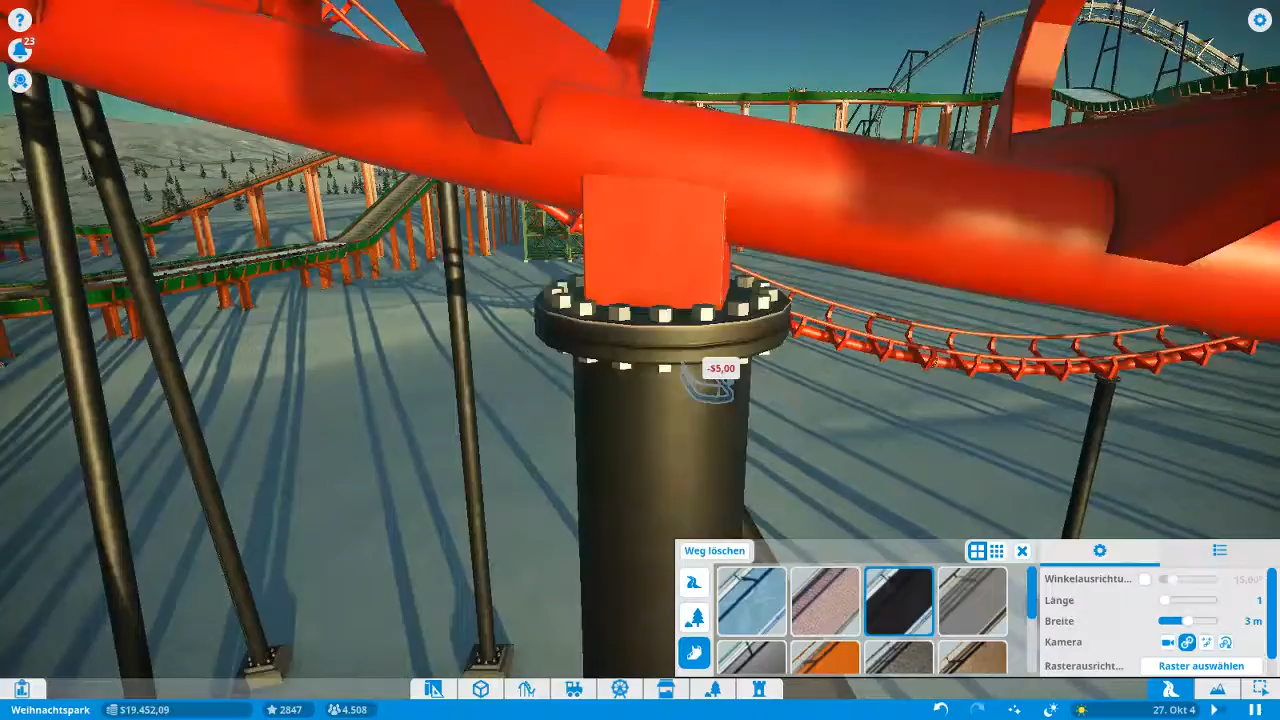 ?
23
-$5,00
Weg löschen
Winkelausrichtu... 15,00°
Länge 1
Breite 3 m
Kamera
Rasterausricht... Raster auswählen
Weihnachtspark $19.452,09 2847 4.508 27. Okt 4